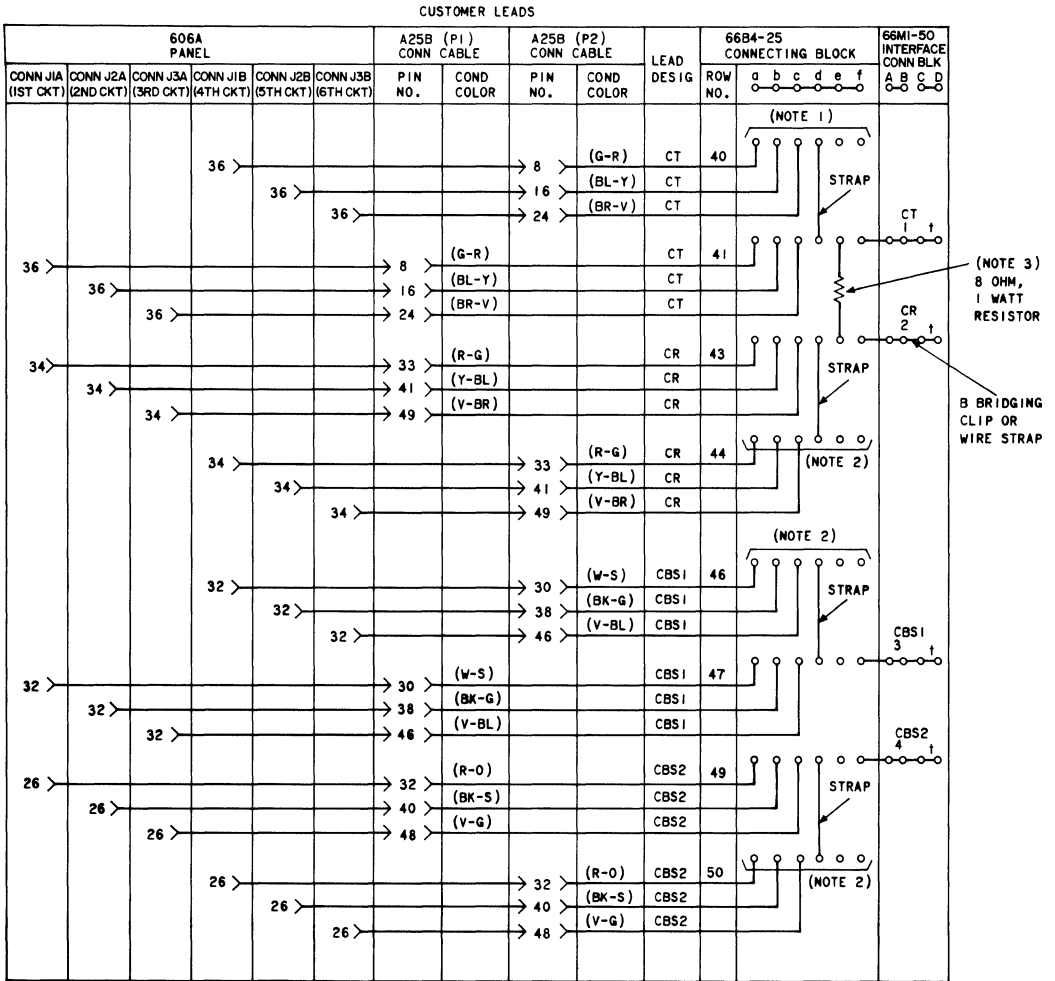 CUSTOMER LEADS
606A PANEL
A25B (P1) CONN CABLE
A25B (P2) CONN CABLE
LEAD DESIG
66B4-25 CONNECTING BLOCK
66M1-50 INTERFACE CONN BLK
CONN J1A (1ST CKT)
CONN J2A (2ND CKT)
CONN J3A (3RD CKT)
CONN J1B (4TH CKT)
CONN J2B (5TH CKT)
CONN J3B (6TH CKT)
PIN NO.
COND COLOR
PIN NO.
COND COLOR
ROW NO.
a b c d e f
A B C D
(NOTE 1)
36 8 (G-R) CT 40
36 16 (BL-Y) CT
STRAP
36 24 (BR-V) CT
CT
1 t
36 8 (G-R) CT 41
36 16 (BL-Y) CT
36 24 (BR-V) CT
(NOTE 3)
8 OHM,
1 WATT
RESISTOR
CR
2 t
34 33 (R-G) CR 43
34 41 (Y-BL) CR
STRAP
34 49 (V-BR) CR
B BRIDGING
CLIP OR
WIRE STRAP
34 33 (R-G) CR 44
(NOTE 2)
34 41 (Y-BL) CR
34 49 (V-BR) CR
(NOTE 2)
32 30 (W-S) CBS1 46
32 38 (BK-G) CBS1
STRAP
32 46 (V-BL) CBS1
CBS1
3 t
32 30 (W-S) CBS1 47
32 38 (BK-G) CBS1
32 46 (V-BL) CBS1
CBS2
4 t
26 32 (R-O) CBS2 49
26 40 (BK-S) CBS2
STRAP
26 48 (V-G) CBS2
26 32 (R-O) CBS2 50
(NOTE 2)
26 40 (BK-S) CBS2
26 48 (V-G) CBS2